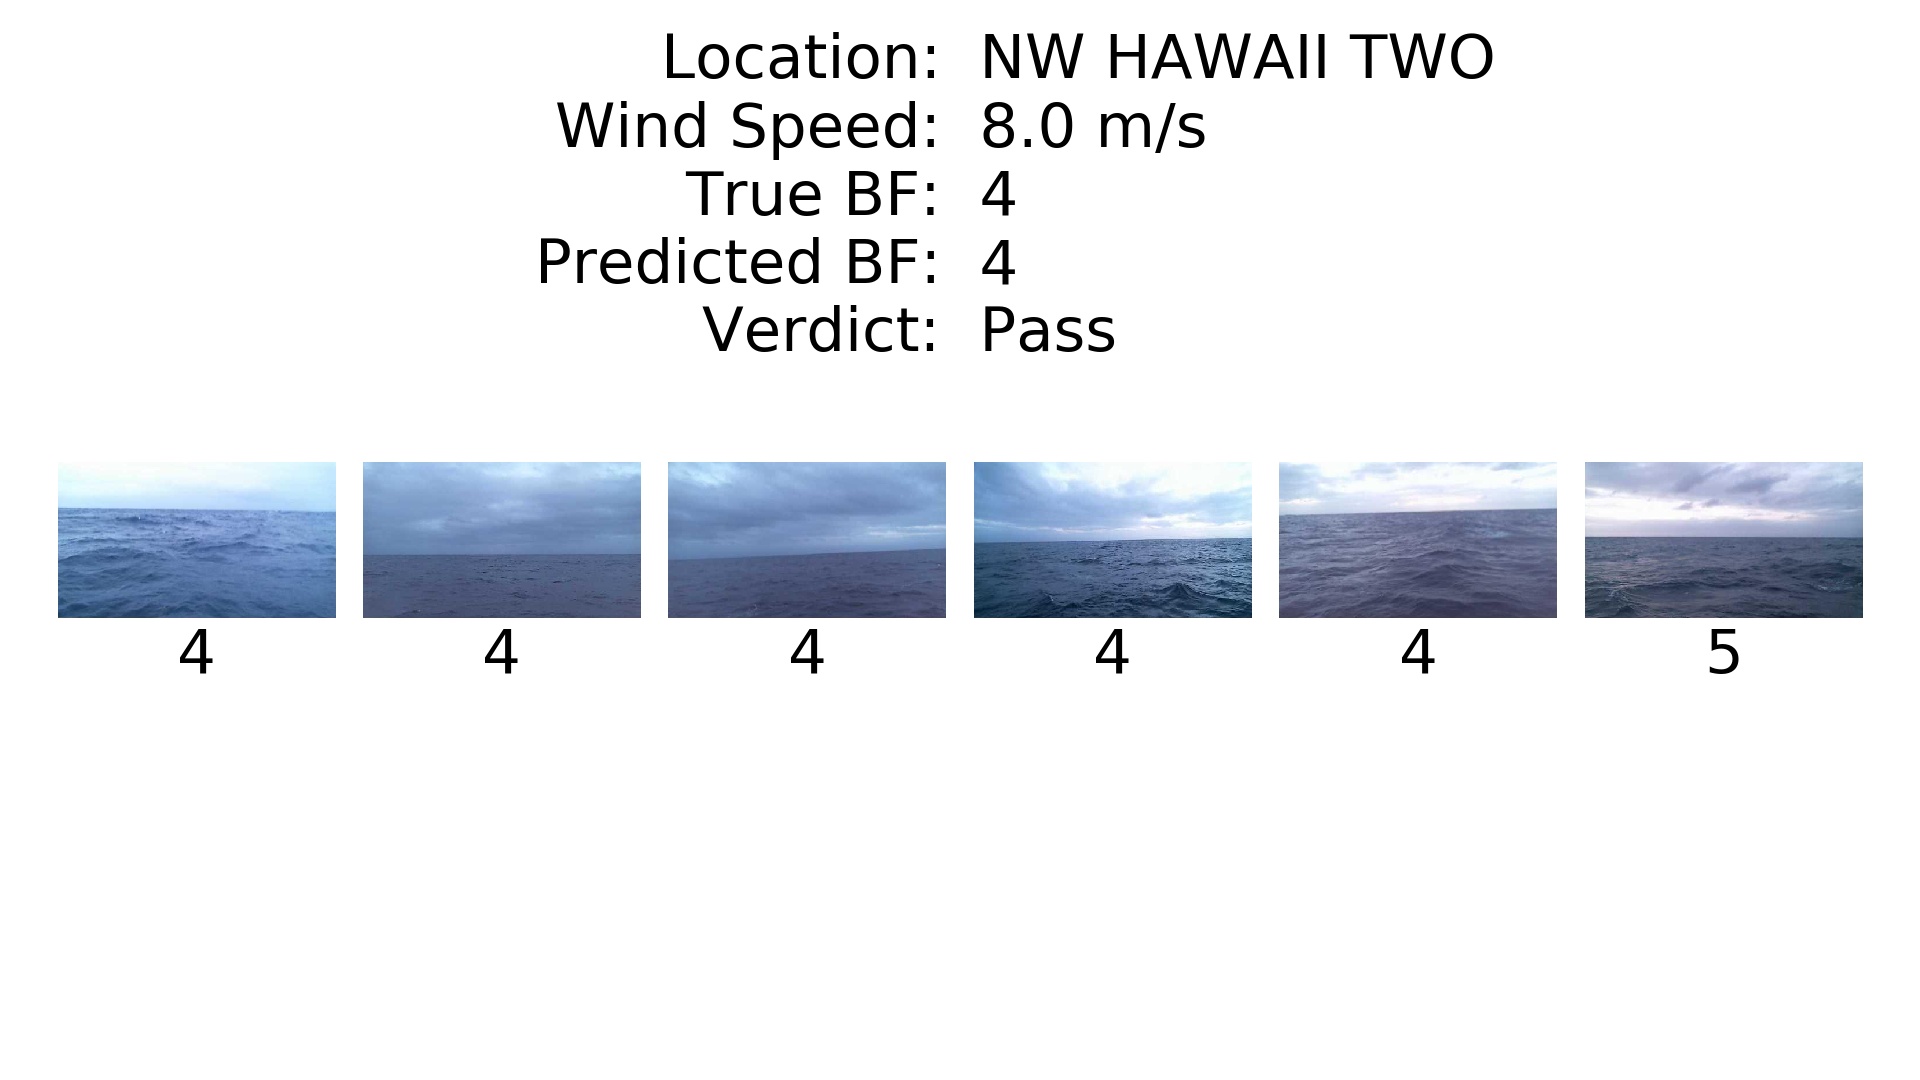 Location: NW HAWAII TWO
Wind Speed: 8.0 m/s
True BF: 4
Predicted BF: 4
Verdict: Pass
4 4 4 4 4 5